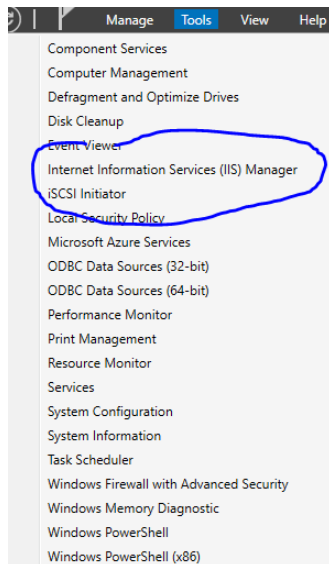 Manage Tools View Help
Component Services
Computer Management
Defragment and Optimize Drives
Disk Cleanup
Event Viewer
Internet Information Services (IIS) Manager
iSCSI Initiator
Local Security Policy
Microsoft Azure Services
ODBC Data Sources (32-bit)
ODBC Data Sources (64-bit)
Performance Monitor
Print Management
Resource Monitor
Services
System Configuration
System Information
Task Scheduler
Windows Firewall with Advanced Security
Windows Memory Diagnostic
Windows PowerShell
Windows PowerShell (x86)